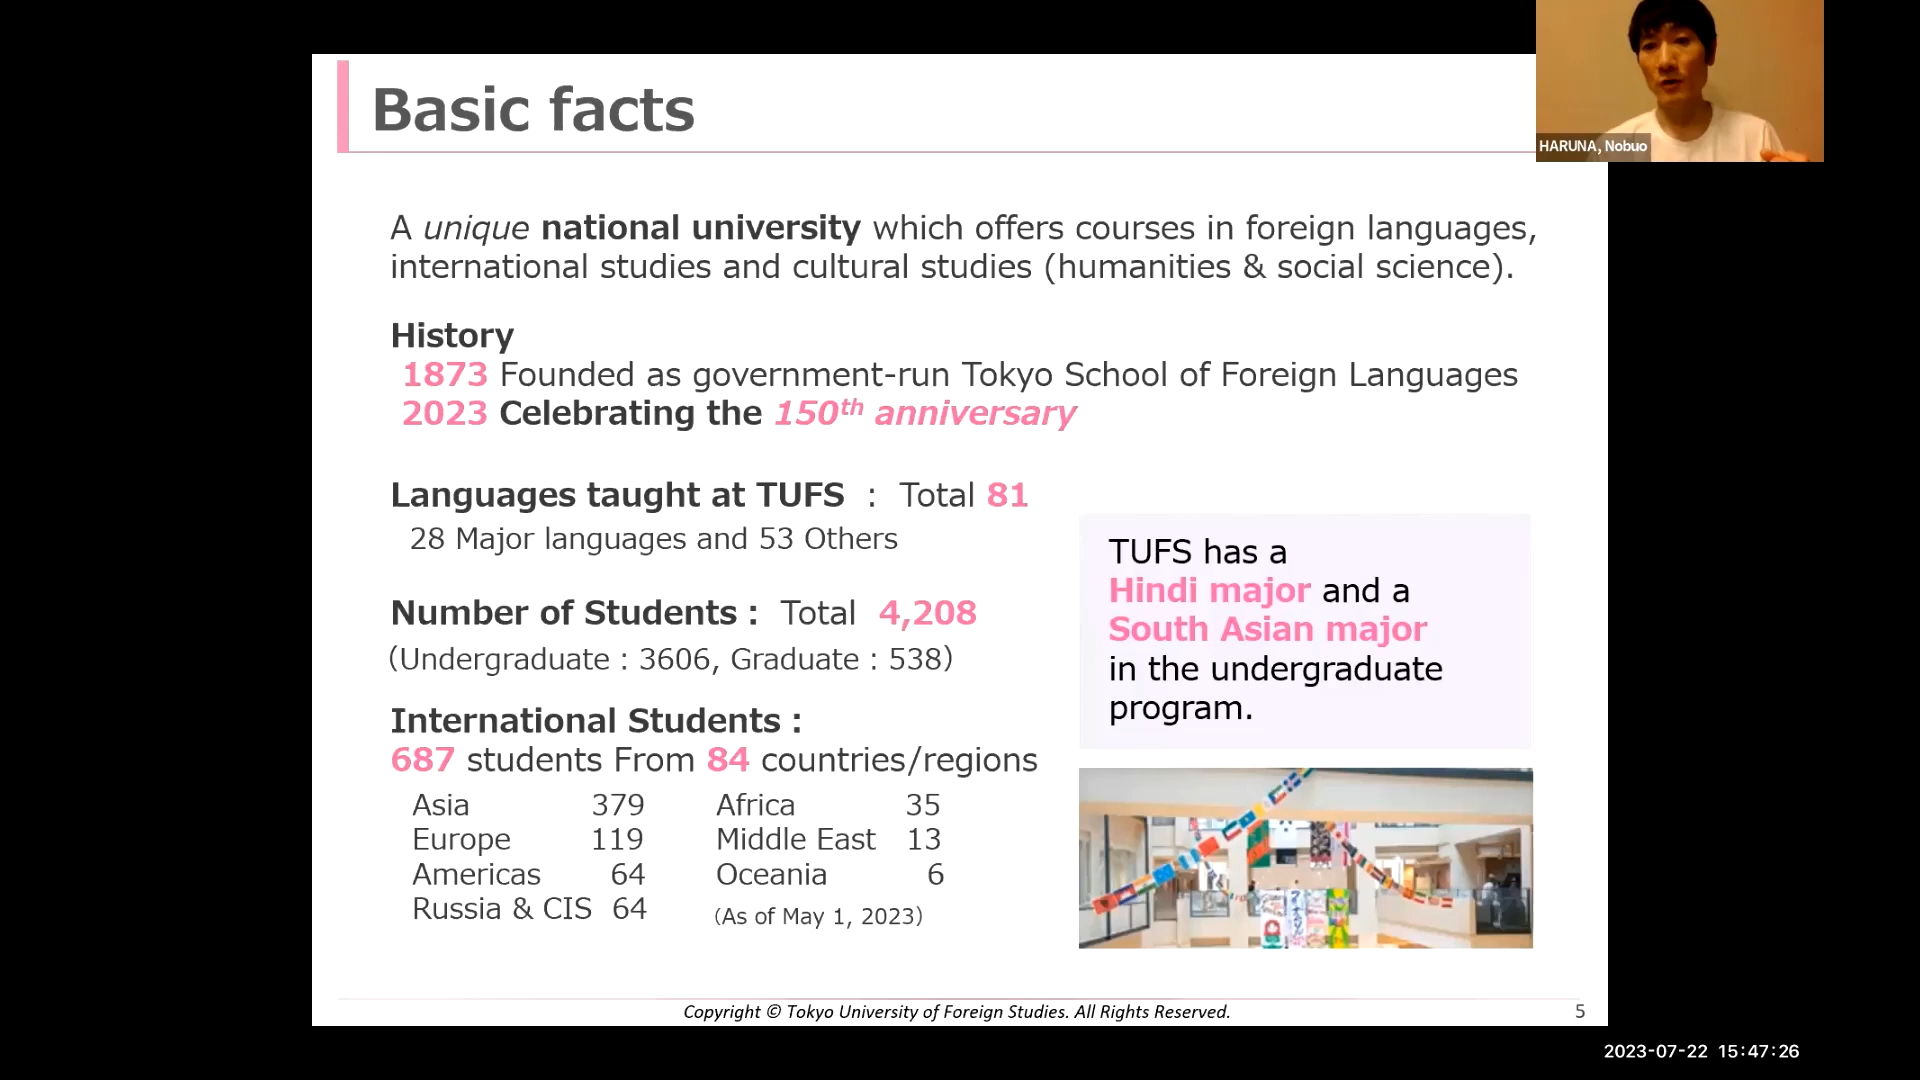 HARUNA, Nobuo
Basic facts
A unique national university which offers courses in foreign languages,
international studies and cultural studies (humanities & social science).
History
1873 Founded as government-run Tokyo School of Foreign Languages
2023 Celebrating the 150th anniversary
Languages taught at TUFS : Total 81
28 Major languages and 53 Others
Number of Students : Total 4,208
(Undergraduate : 3606, Graduate : 538)
International Students :
687 students From 84 countries/regions
Asia 379
Europe 119
Americas 64
Russia & CIS 64
Africa 35
Middle East 13
Oceania 6
(As of May 1, 2023)
TUFS has a
Hindi major and a
South Asian major
in the undergraduate
program.
Copyright © Tokyo University of Foreign Studies. All Rights Reserved.
5
2023-07-22 15:47:26